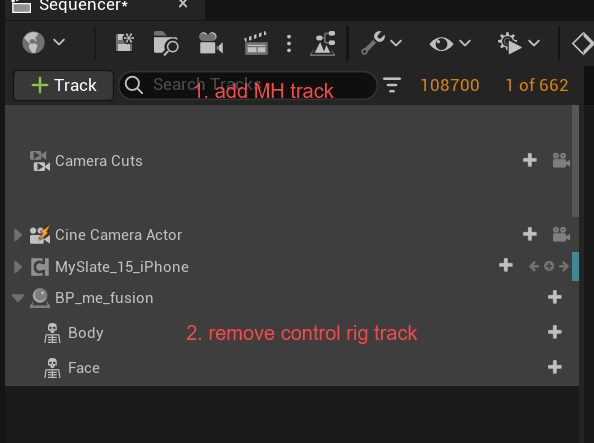 Sequencer*
Track
Search Tracks
108700
1 of 662
1. add MH track
Camera Cuts
Cine Camera Actor
MySlate_15_iPhone
BP_me_fusion
Body
2. remove control rig track
Face